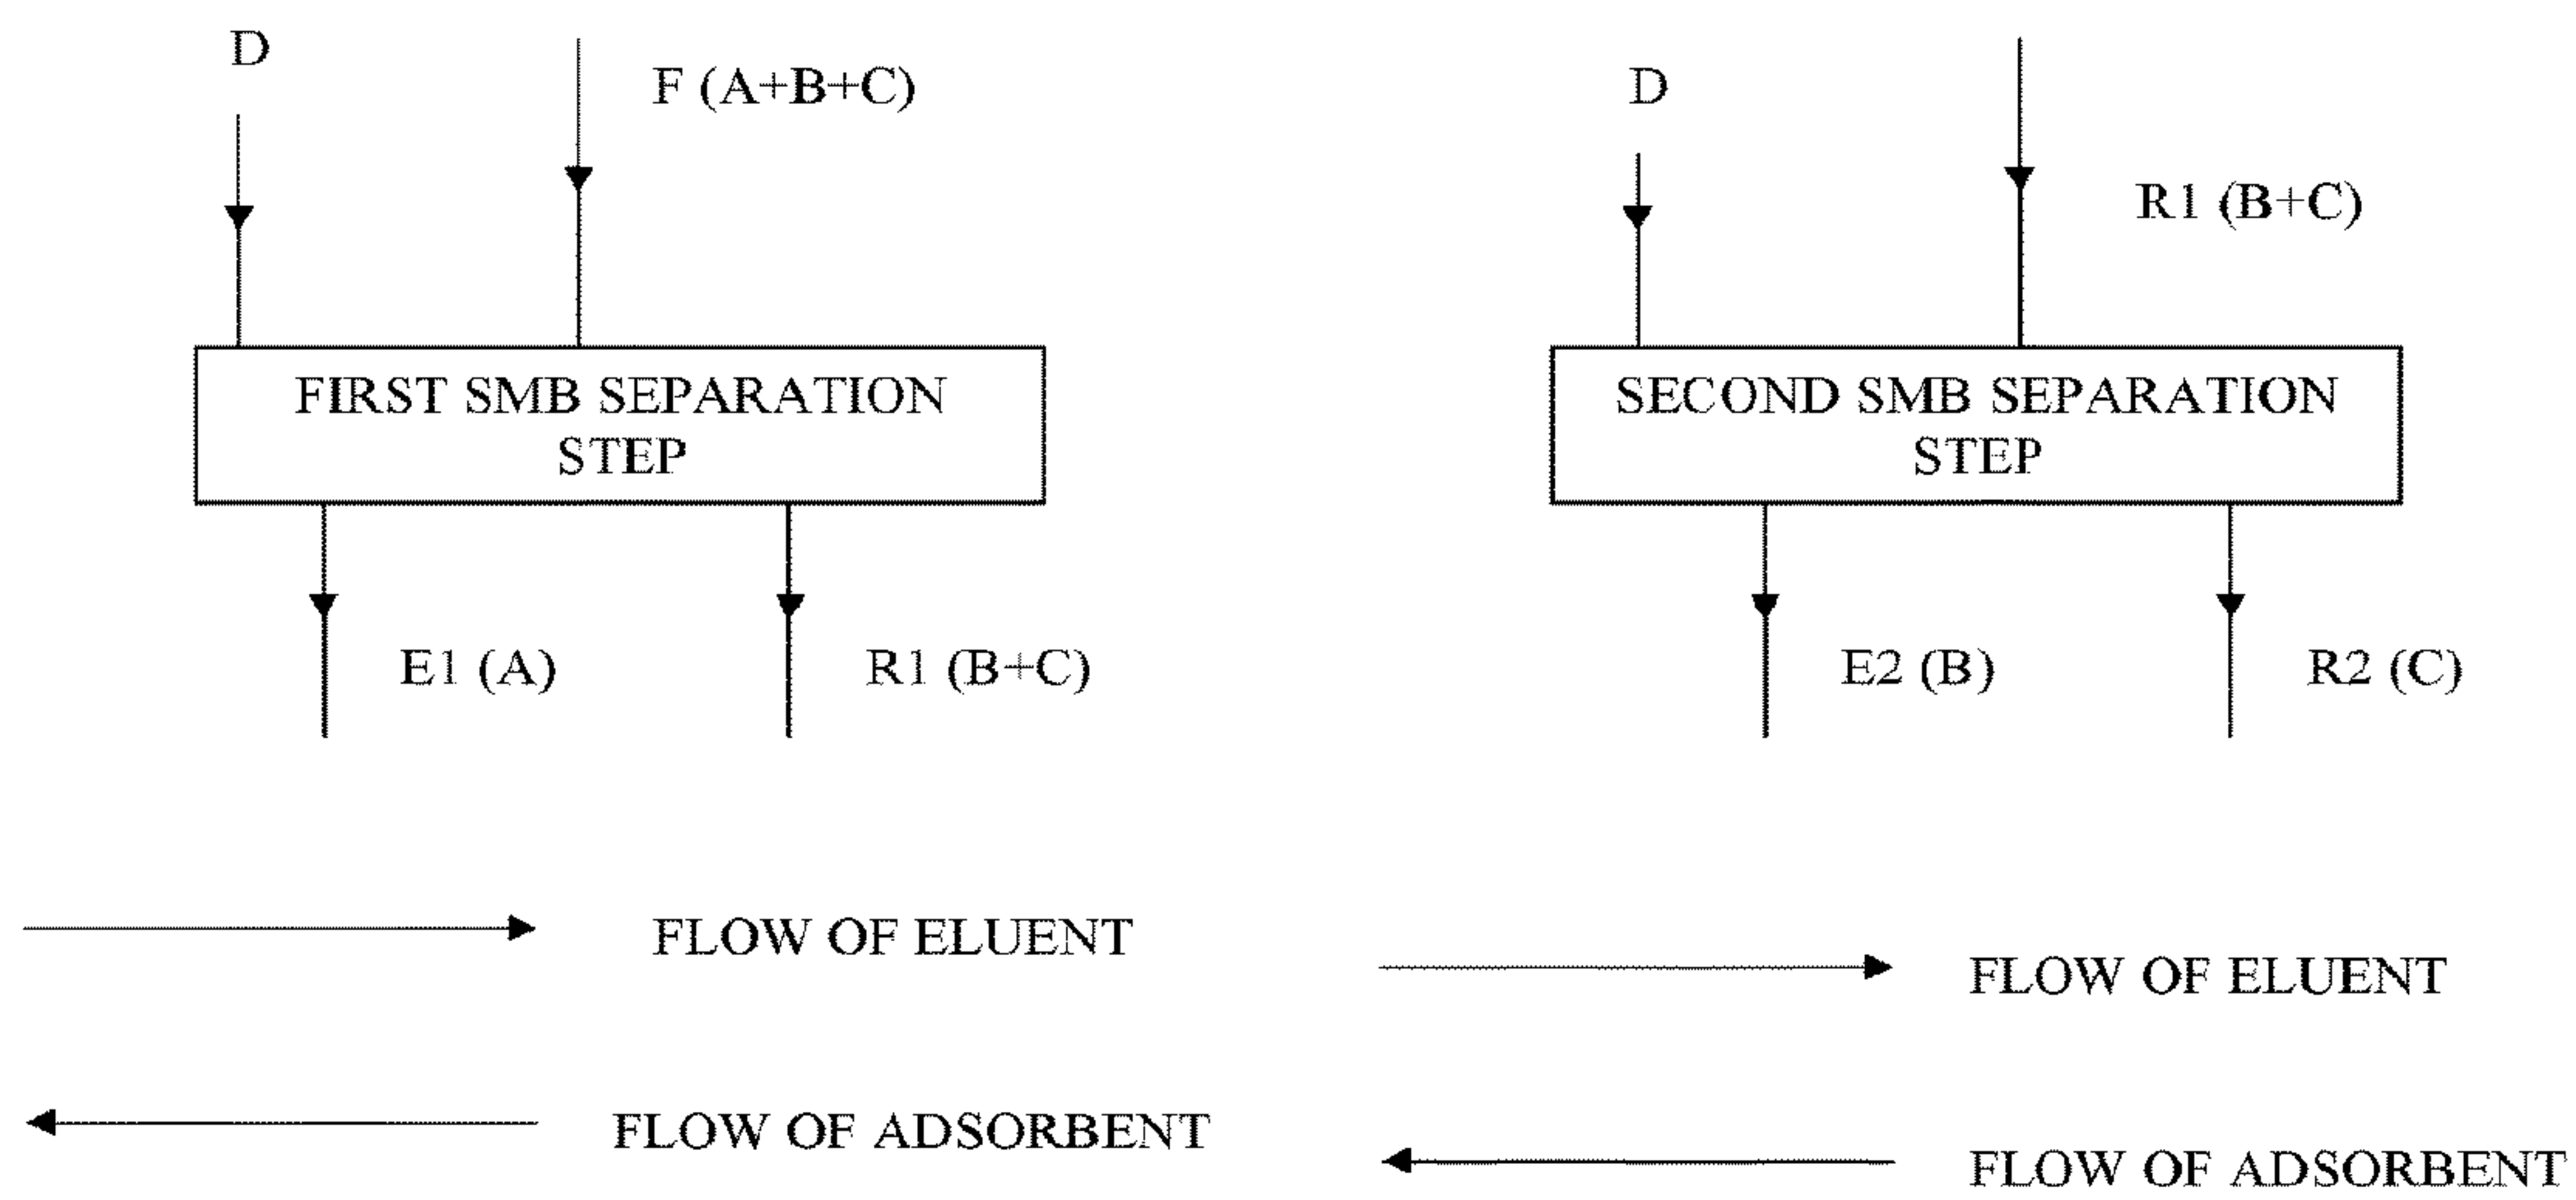 D
F (A+B+C)
FIRST SMB SEPARATION
STEP
E1 (A)
R1 (B+C)
FLOW OF ELUENT
FLOW OF ADSORBENT
D
R1 (B+C)
SECOND SMB SEPARATION
STEP
E2 (B)
R2 (C)
FLOW OF ELUENT
FLOW OF ADSORBENT